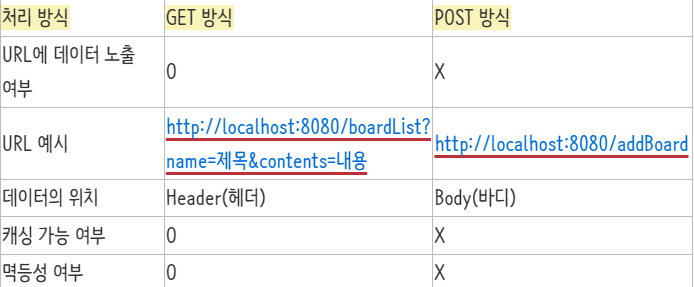 처리 방식 GET 방식 POST 방식
URL에 데이터 노출
여부 O X
URL 예시 http://localhost:8080/boardList?
name=제목&contents=내용 http://localhost:8080/addBoard
데이터의 위치 Header(헤더) Body(바디)
캐싱 가능 여부 O X
멱등성 여부 O X